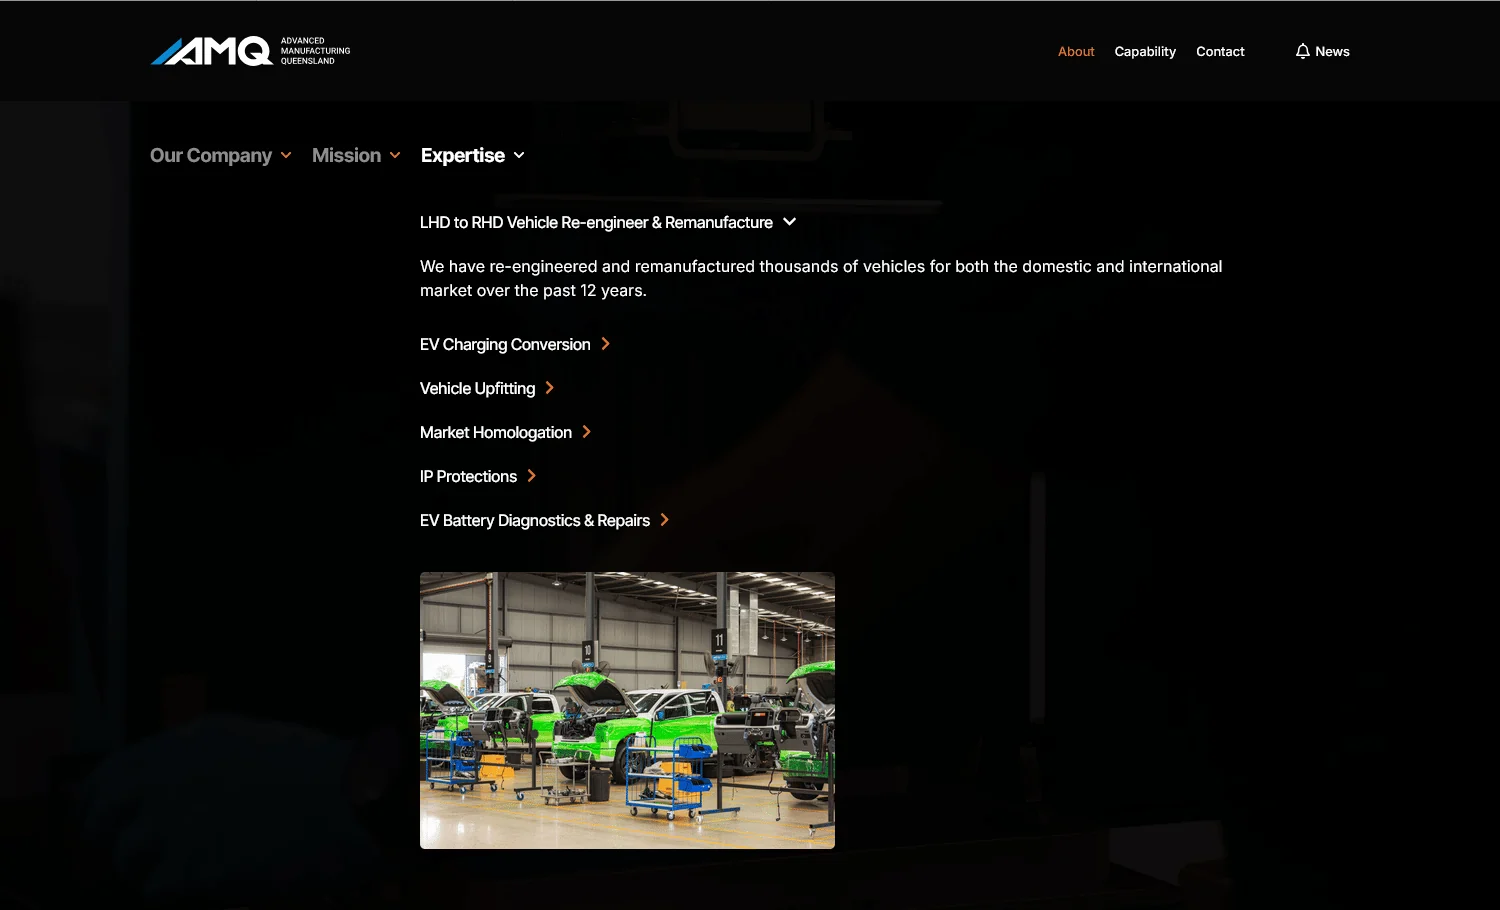 AMQ
ADVANCED
MANUFACTURING
QUEENSLAND
About
Capability
Contact
News
Our Company
Mission
Expertise
LHD to RHD Vehicle Re-engineer & Remanufacture
We have re-engineered and remanufactured thousands of vehicles for both the domestic and international
market over the past 12 years.
EV Charging Conversion
Vehicle Upfitting
Market Homologation
IP Protections
EV Battery Diagnostics & Repairs
9
10
11